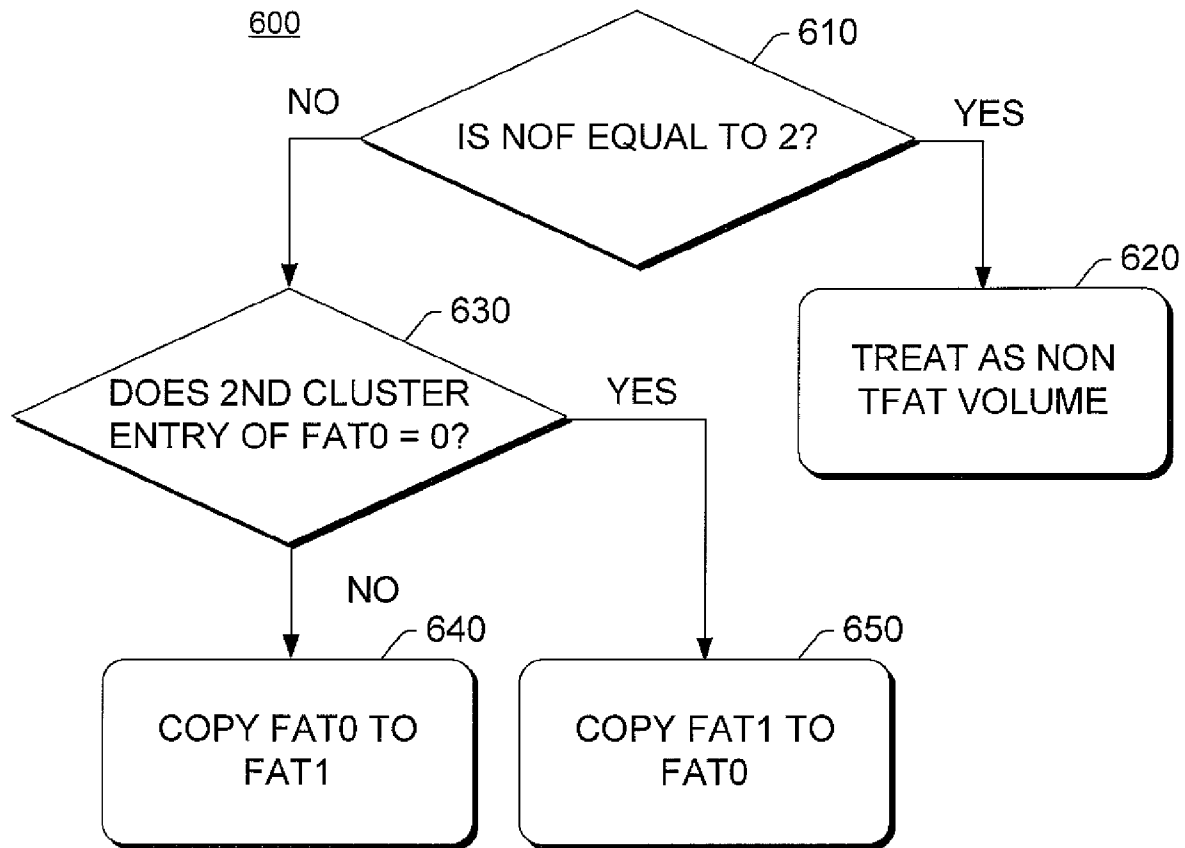 600
610
IS NOF EQUAL TO 2?
NO
YES
620
TREAT AS NON
TFAT VOLUME
630
DOES 2ND CLUSTER
ENTRY OF FAT0 = 0?
YES
NO
640
COPY FAT0 TO
FAT1
650
COPY FAT1 TO
FAT0